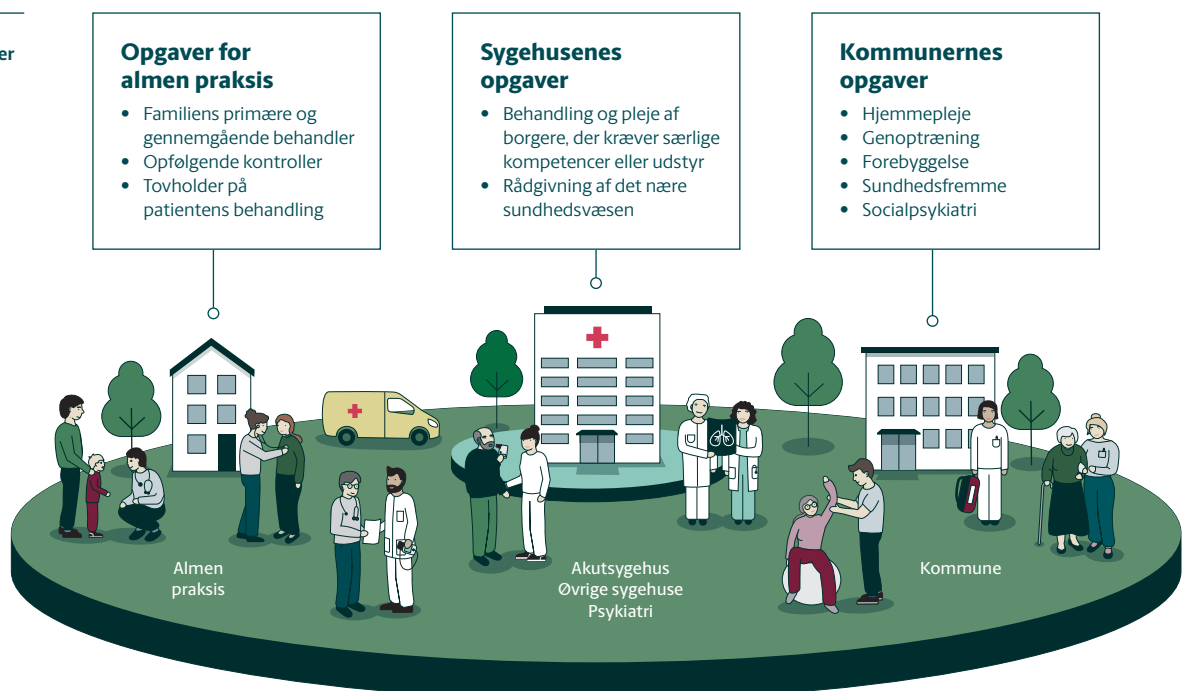 er
Opgaver for
almen praksis
• Familiens primære og
gennemgående behandler
• Opfølgende kontroller
• Tovholder på
patientens behandling
Sygehusenes
opgaver
• Behandling og pleje af
borgere, der kræver særlige
kompetencer eller udstyr
• Rådgivning af det nære
sundhedsvæsen
Kommunernes
opgaver
• Hjemmepleje
• Genoptræning
• Forebyggelse
• Sundhedsfremme
• Socialpsykiatri
Almen
praksis
Akutsygehus
Øvrige sygehuse
Psykiatri
Kommune